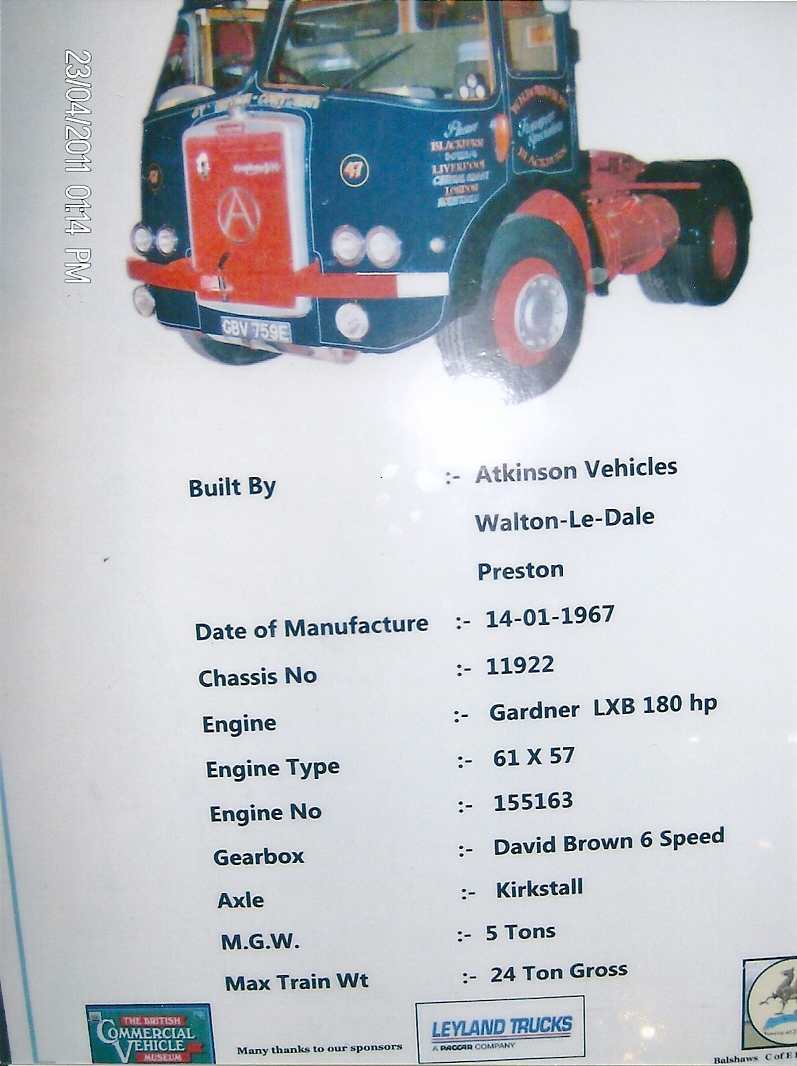 23/04/2011 01:14 PM
47
BLACKBURN
LIVERPOOL
LONDON
Transport
BLACKBURN
A
GBV 759E
Built By :- Atkinson Vehicles
Walton-Le-Dale
Preston
Date of Manufacture :- 14-01-1967
Chassis No :- 11922
Engine :- Gardner LXB 180 hp
Engine Type :- 61 X 57
Engine No :- 155163
Gearbox :- David Brown 6 Speed
Axle :- Kirkstall
M.G.W. :- 5 Tons
Max Train Wt :- 24 Ton Gross
THE BRITISH
COMMERCIAL
VEHICLE
MUSEUM
Many thanks to our sponsors
LEYLAND TRUCKS
A PACCAR COMPANY
Balshaws C of E